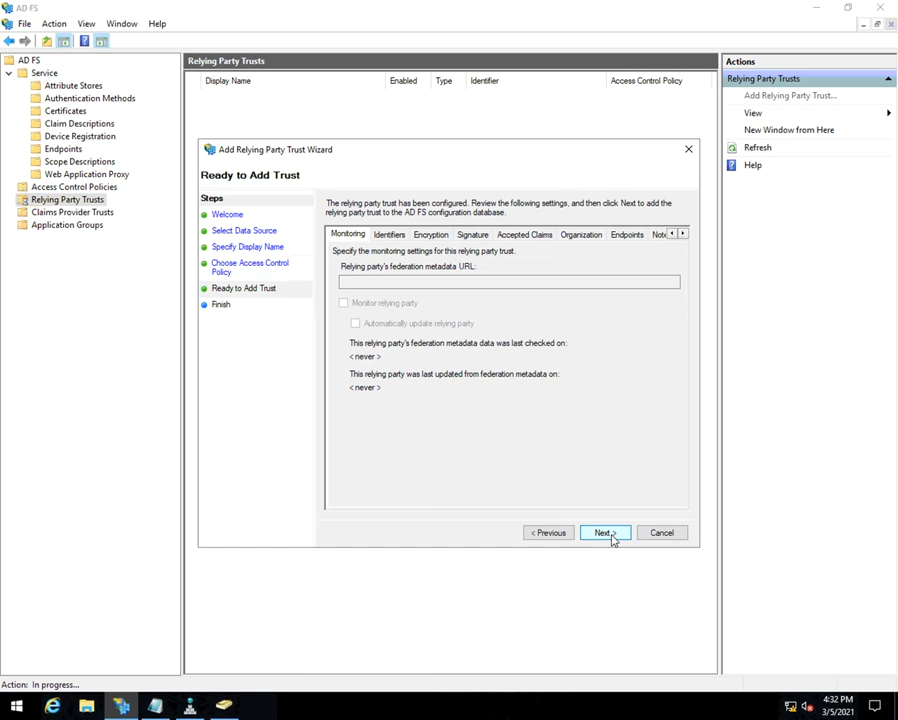 AD FS
File Action View Window Help
AD FS
Service
Attribute Stores
Authentication Methods
Certificates
Claim Descriptions
Device Registration
Endpoints
Scope Descriptions
Web Application Proxy
Access Control Policies
Relying Party Trusts
Claims Provider Trusts
Application Groups
Relying Party Trusts
Display Name Enabled Type Identifier Access Control Policy
Add Relying Party Trust Wizard
Ready to Add Trust
Steps
Welcome
Select Data Source
Specify Display Name
Choose Access Control
Policy
Ready to Add Trust
Finish
The relying party trust has been configured. Review the following settings, and then click Next to add the
relying party trust to the AD FS configuration database.
Monitoring Identifiers Encryption Signature Accepted Claims Organization Endpoints Note
Specify the monitoring settings for this relying party trust.
Relying party's federation metadata URL:
Monitor relying party
Automatically update relying party
This relying party's federation metadata data was last checked on:
< never >
This relying party was last updated from federation metadata on:
< never >
< Previous Next > Cancel
Actions
Relying Party Trusts
Add Relying Party Trust...
View
New Window from Here
Refresh
Help
Action: In progress...
4:32 PM
3/5/2021